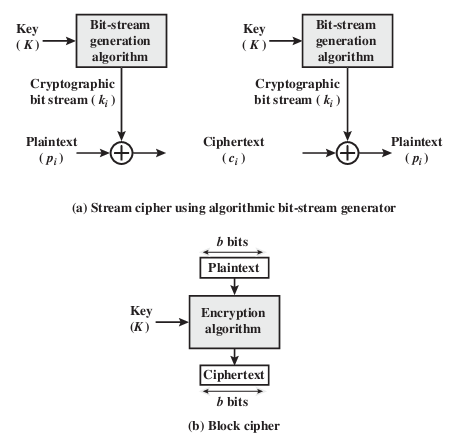 Key
(K)
Bit-stream
generation
algorithm
Cryptographic
bit stream (ki)
Plaintext
(pi)
Key
(K)
Bit-stream
generation
algorithm
Cryptographic
bit stream (ki)
Ciphertext
(ci)
Plaintext
(pi)
(a) Stream cipher using algorithmic bit-stream generator
b bits
Plaintext
Key
(K)
Encryption
algorithm
Ciphertext
b bits
(b) Block cipher